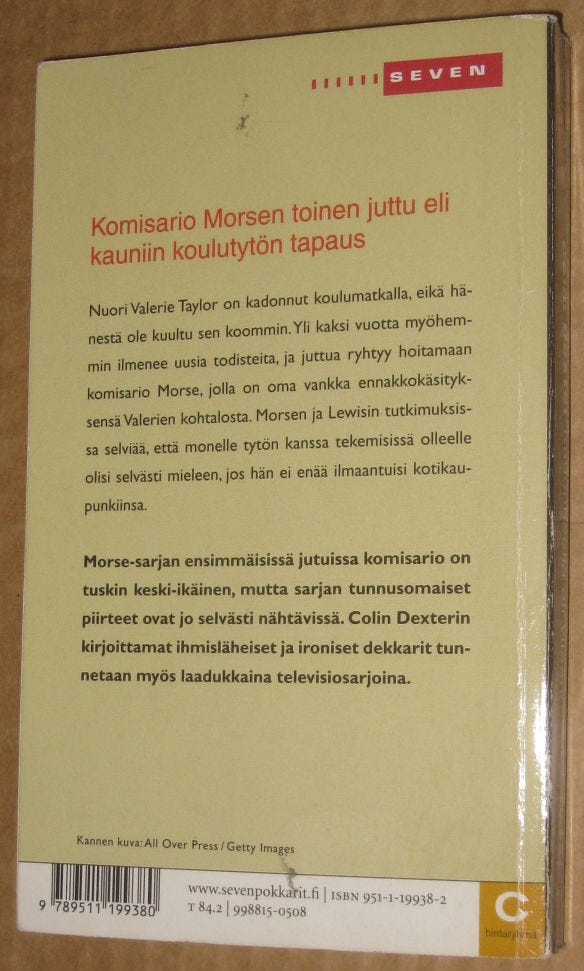 SEVEN
Komisario Morsen toinen juttu eli
kauniin koulutytön tapaus
Nuori Valerie Taylor on kadonnut koulumatkalla, eikä hä-
nestä ole kuultu sen koommin. Yli kaksi vuotta myöhem-
min ilmenee uusia todisteita, ja juttua ryhtyy hoitamaan
komisario Morse, jolla on oma vankka ennakkokäsityk-
sensä Valerien kohtalosta. Morsen ja Lewisin tutkimuksis-
sa selviää, että monelle tytön kanssa tekemisissä olleelle
olisi selvästi mieleen, jos hän ei enää ilmaantuisi kotikau-
punkiinsa.
Morse-sarjan ensimmäisissä jutuissa komisario on
tuskin keski-ikäinen, mutta sarjan tunnusomaiset
piirteet ovat jo selvästi nähtävissä. Colin Dexterin
kirjoittamat ihmisläheiset ja ironiset dekkarit tun-
netaan myös laadukkaina televisiosarjoina.
Kannen kuva: All Over Press / Getty Images
www.sevenpokkarit.fi | ISBN 951-1-19938-2
T 84.2 | 998815-0508
9 789511 199380
C
hintaryhmä